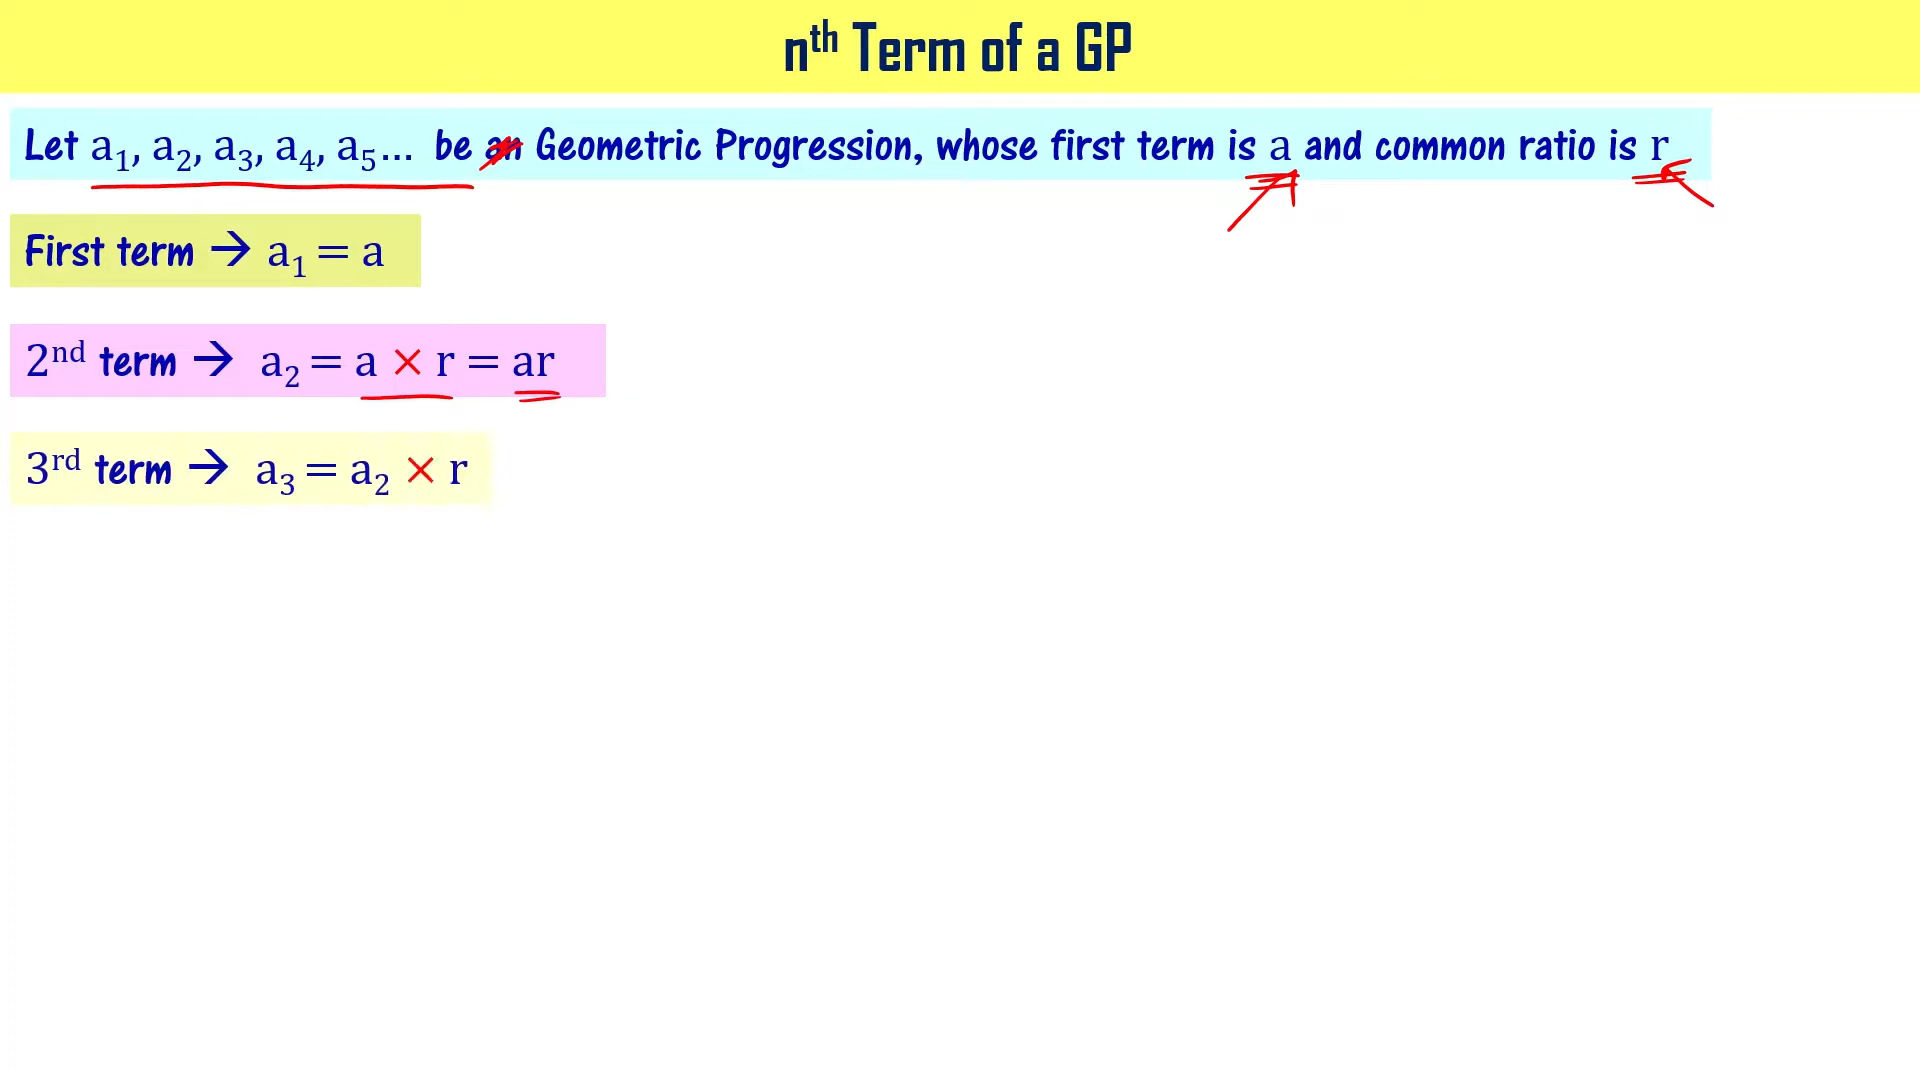 nᵗʰ Term of a GP
Let a₁, a₂, a₃, a₄, a₅... be an Geometric Progression, whose first term is a and common ratio is r
First term → a₁ = a
2ⁿᵈ term → a₂ = a × r = ar
3ʳᵈ term → a₃ = a₂ × r